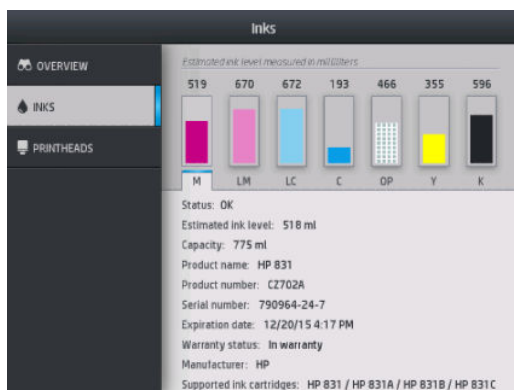 Inks
OVERVIEW
INKS
PRINTHEADS
Estimated ink level measured in milliliters
519 670 672 193 466 355 596
M LM LC C OP Y K
Status: OK
Estimated ink level: 518 ml
Capacity: 775 ml
Product name: HP 831
Product number: CZ702A
Serial number: 790964-24-7
Expiration date: 12/20/15 4:17 PM
Warranty status: In warranty
Manufacturer: HP
Supported ink cartridges: HP 831 / HP 831A / HP 831B / HP 831C